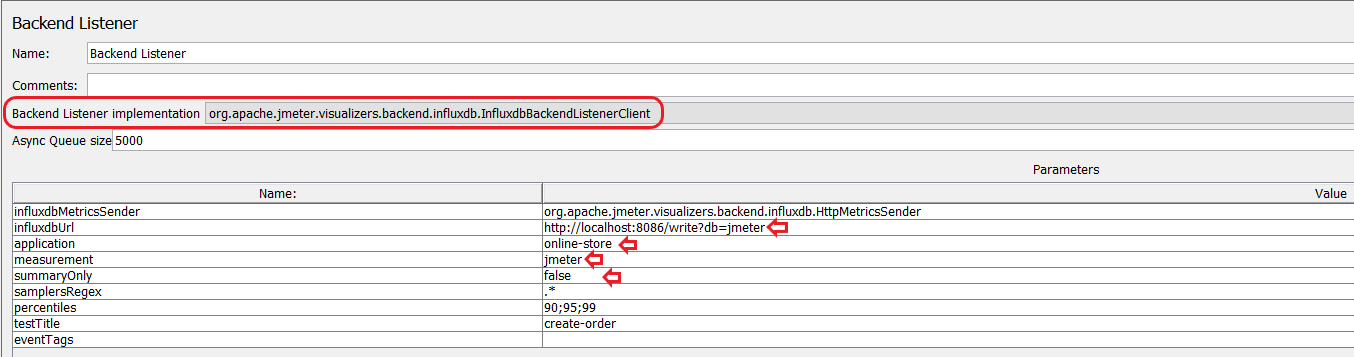 Backend Listener
Name: Backend Listener
Comments:
Backend Listener implementation org.apache.jmeter.visualizers.backend.influxdb.InfluxdbBackendListenerClient
Async Queue size 5000
Parameters
Name: Value
influxdbMetricsSender org.apache.jmeter.visualizers.backend.influxdb.HttpMetricsSender
influxdbUrl http://localhost:8086/write?db=jmeter
application online-store
measurement jmeter
summaryOnly false
samplersRegex .*
percentiles 90;95;99
testTitle create-order
eventTags